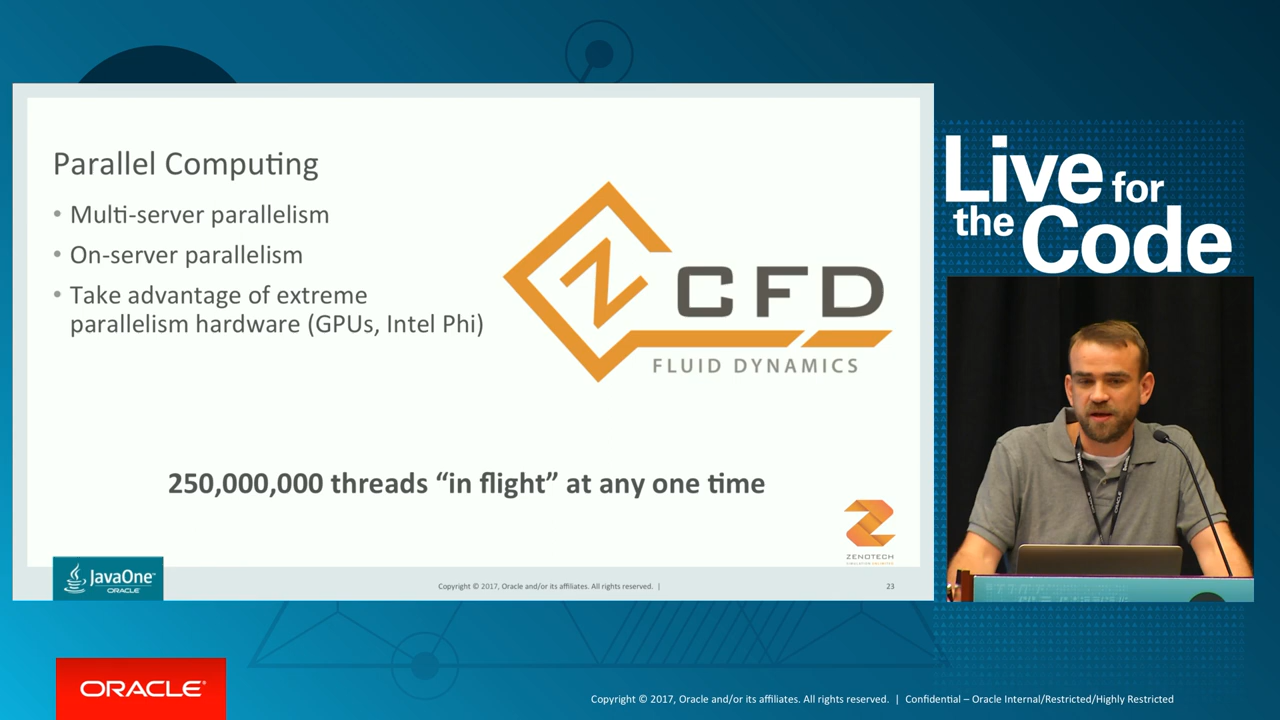 Parallel Computing
• Multi-server parallelism
• On-server parallelism
• Take advantage of extreme
parallelism hardware (GPUs, Intel Phi)
Z CFD
FLUID DYNAMICS
250,000,000 threads “in flight” at any one time
ZENOTECH
JavaOne™
ORACLE
Copyright © 2017, Oracle and/or its affiliates. All rights reserved. |
23
Live for
the Code
ORACLE®
Copyright © 2017, Oracle and/or its affiliates. All rights reserved. | Confidential – Oracle Internal/Restricted/Highly Restricted